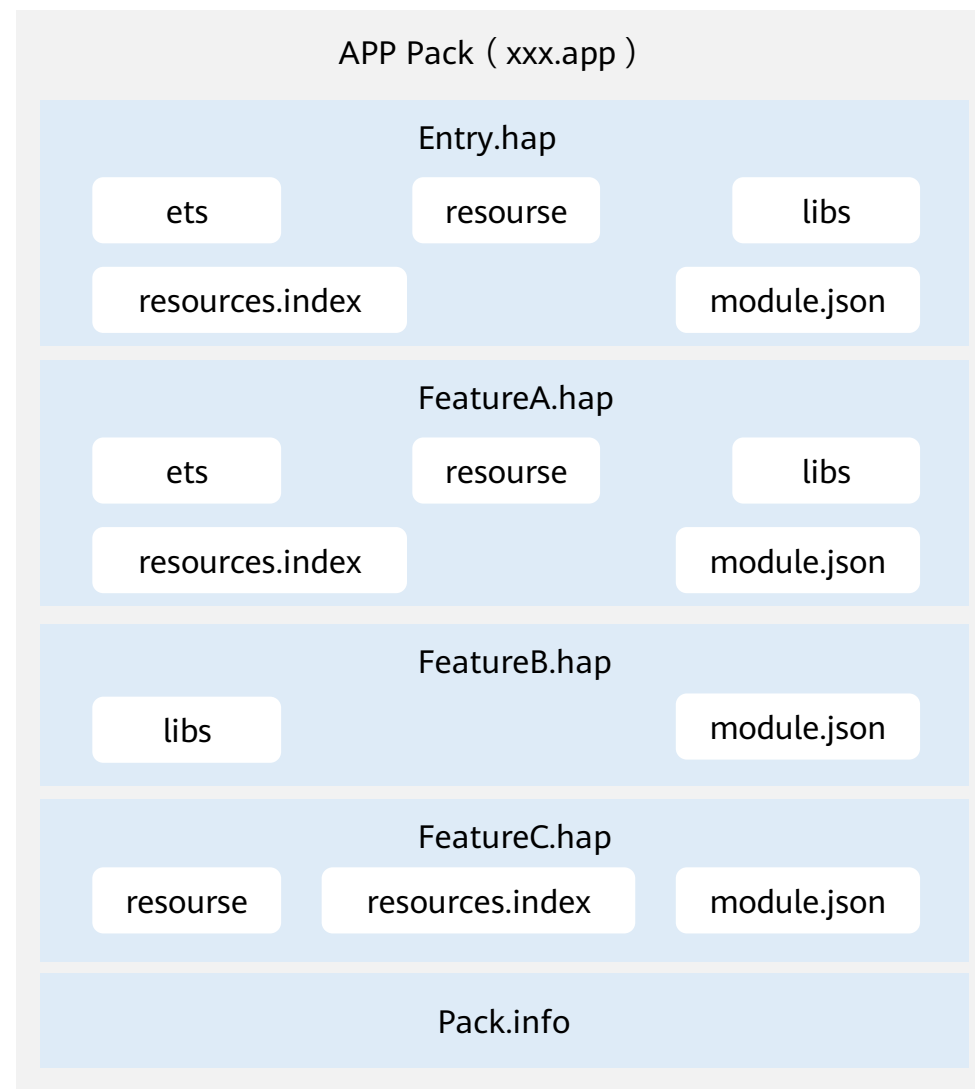 APP Pack（xxx.app）
Entry.hap
ets resourse libs
resources.index module.json
FeatureA.hap
ets resourse libs
resources.index module.json
FeatureB.hap
libs module.json
FeatureC.hap
resourse resources.index module.json
Pack.info